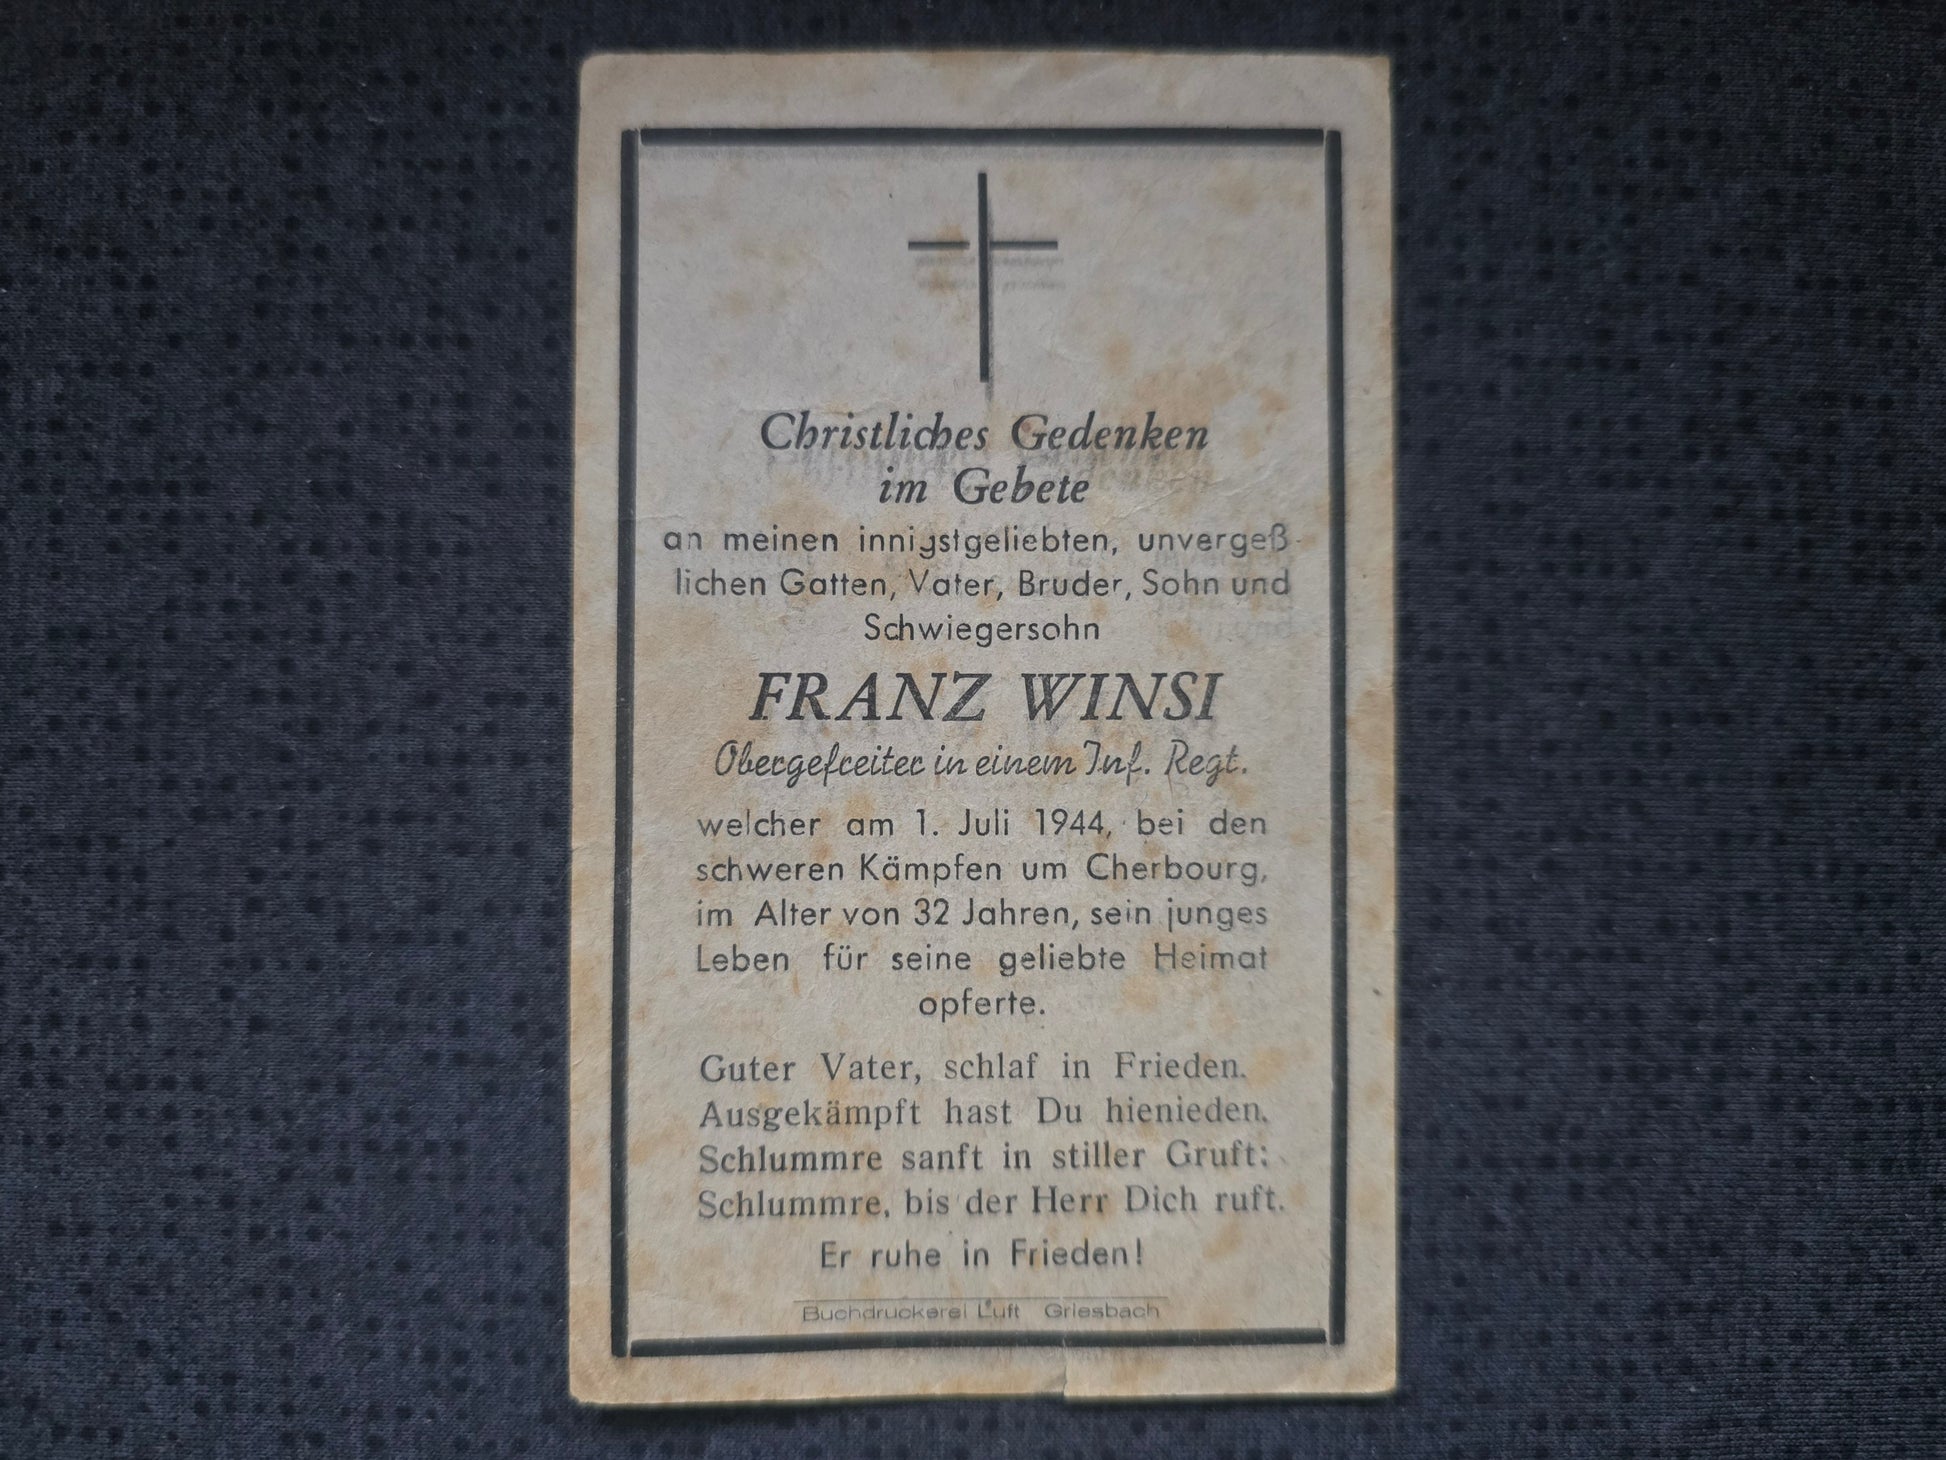 Christliches Gedenken
im Gebete
an meinen innigstgeliebten, unvergeß-
lichen Gatten, Vater, Bruder, Sohn und
Schwiegersohn
FRANZ WINSI
Obergefreiter in einem Inf. Regt.
welcher am 1. Juli 1944, bei den
schweren Kämpfen um Cherbourg,
im Alter von 32 Jahren, sein junges
Leben für seine geliebte Heimat
opferte.
Guter Vater, schlaf in Frieden.
Ausgekämpft hast Du hienieden.
Schlummre sanft in stiller Gruft;
Schlummre, bis der Herr Dich ruft.
Er ruhe in Frieden!
Buchdruckerei Luft Griesbach